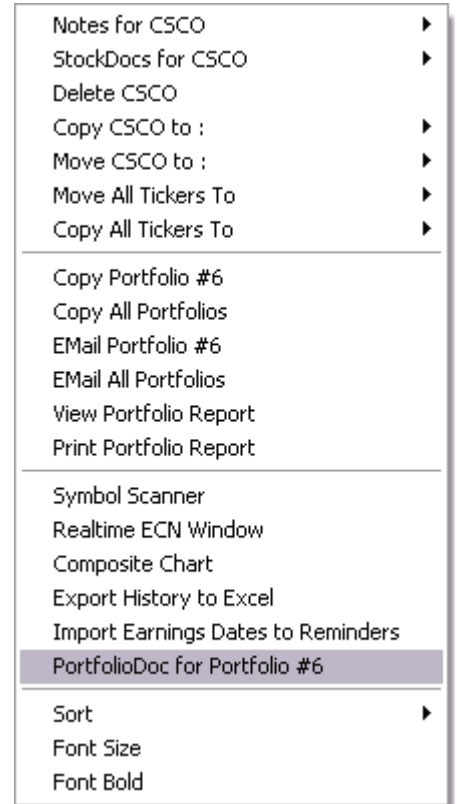 Notes for CSCO
StockDocs for CSCO
Delete CSCO
Copy CSCO to :
Move CSCO to :
Move All Tickers To
Copy All Tickers To
Copy Portfolio #6
Copy All Portfolios
EMail Portfolio #6
EMail All Portfolios
View Portfolio Report
Print Portfolio Report
Symbol Scanner
Realtime ECN Window
Composite Chart
Export History to Excel
Import Earnings Dates to Reminders
PortfolioDoc for Portfolio #6
Sort
Font Size
Font Bold